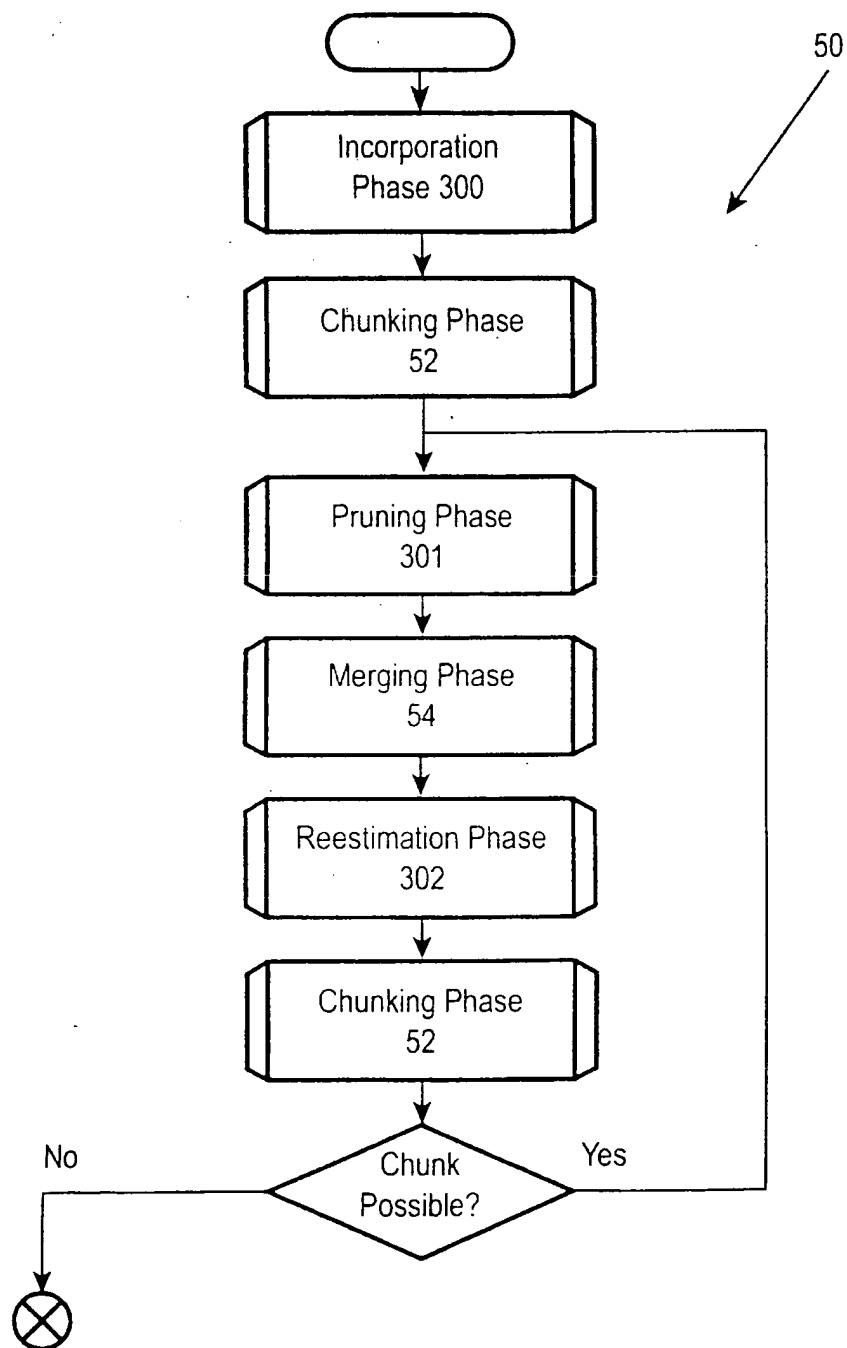 50
Incorporation
Phase 300
Chunking Phase
52
Pruning Phase
301
Merging Phase
54
Reestimation Phase
302
Chunking Phase
52
No
Chunk
Possible?
Yes